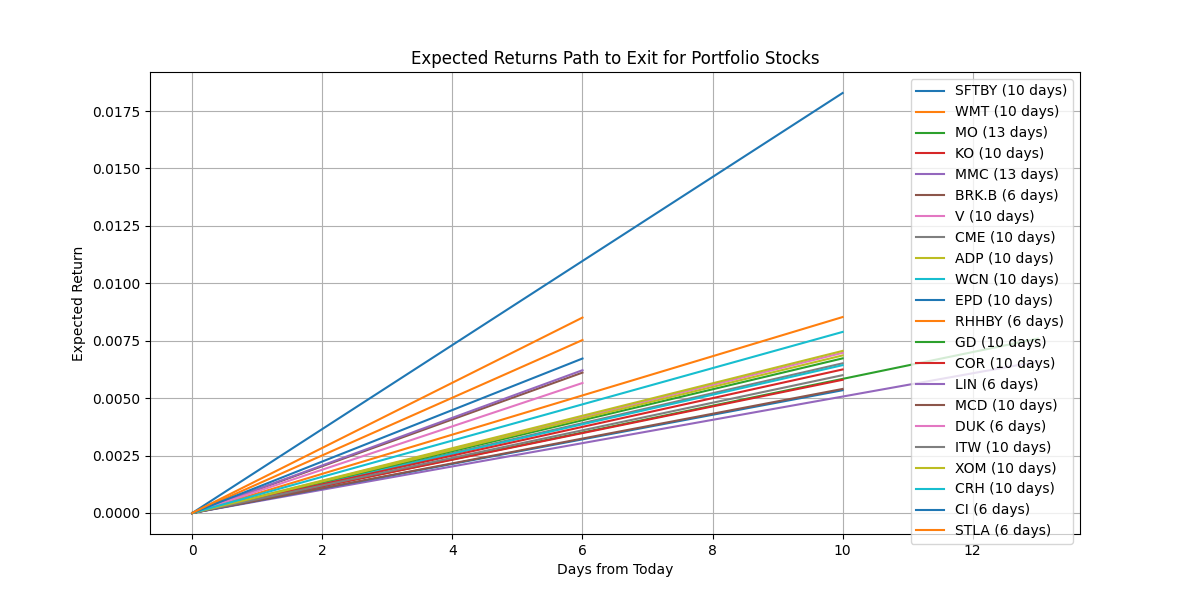 Expected Returns Path to Exit for Portfolio Stocks
Expected Return
0.0175
0.0150
0.0125
0.0100
0.0075
0.0050
0.0025
0.0000
SFTBY (10 days)
WMT (10 days)
MO (13 days)
KO (10 days)
MMC (13 days)
BRK.B (6 days)
V (10 days)
CME (10 days)
ADP (10 days)
WCN (10 days)
EPD (10 days)
RHHBY (6 days)
GD (10 days)
COR (10 days)
LIN (6 days)
MCD (10 days)
DUK (6 days)
ITW (10 days)
XOM (10 days)
CRH (10 days)
CI (6 days)
STLA (6 days)
0 2 4 6 8 10 12
Days from Today